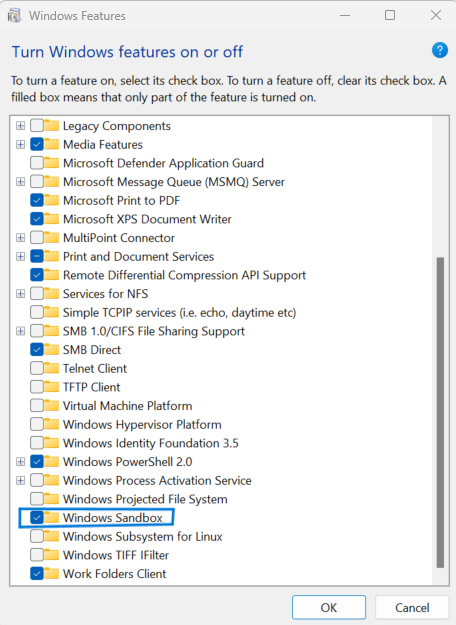 Windows Features
Turn Windows features on or off
To turn a feature on, select its check box. To turn a feature off, clear its check box. A
filled box means that only part of the feature is turned on.
Legacy Components
Media Features
Microsoft Defender Application Guard
Microsoft Message Queue (MSMQ) Server
Microsoft Print to PDF
Microsoft XPS Document Writer
MultiPoint Connector
Print and Document Services
Remote Differential Compression API Support
Services for NFS
Simple TCPIP services (i.e. echo, daytime etc)
SMB 1.0/CIFS File Sharing Support
SMB Direct
Telnet Client
TFTP Client
Virtual Machine Platform
Windows Hypervisor Platform
Windows Identity Foundation 3.5
Windows PowerShell 2.0
Windows Process Activation Service
Windows Projected File System
Windows Sandbox
Windows Subsystem for Linux
Windows TIFF IFilter
Work Folders Client
OK
Cancel